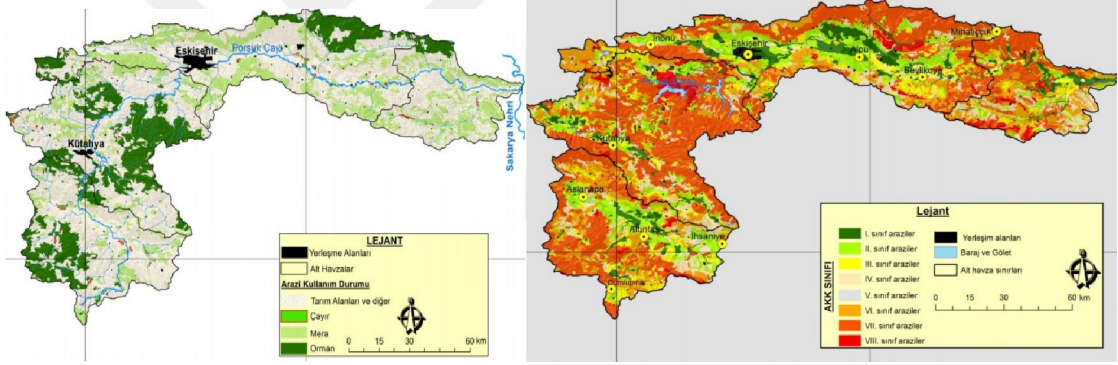 Eskişehir
Porsuk Çayı
Kütahya
Sakarya Nehri
LEJANT
Yerleşme Alanları
Alt Havzalar
Arazi Kullanım Durumu
Tarım Alanları ve diğer
Çayır
Mera
Orman
0 15 30 60 km
İnönü
Eskişehir
Alpu
Mihalıççık
Beylikova
Kütahya
Aslanapa
Altıntaş
İhsaniye
Dumlupınar
Lejant
AKK SINIFI
I. sınıf araziler
II. sınıf araziler
III. sınıf araziler
IV. sınıf araziler
V. sınıf araziler
VI. sınıf araziler
VII. sınıf araziler
VIII. sınıf araziler
Yerleşim alanları
Baraj ve Gölet
Alt havza sınırları
0 15 30 60 km